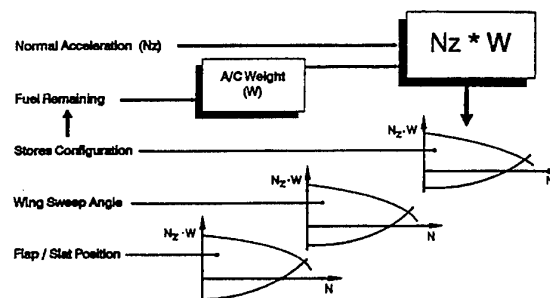 Normal Acceleration (Nz)
Nz * W
A/C Weight
(W)
Fuel Remaining
Stores Configuration
Nz·W
N
Wing Sweep Angle
Nz·W
N
Flap / Slat Position
Nz·W
N